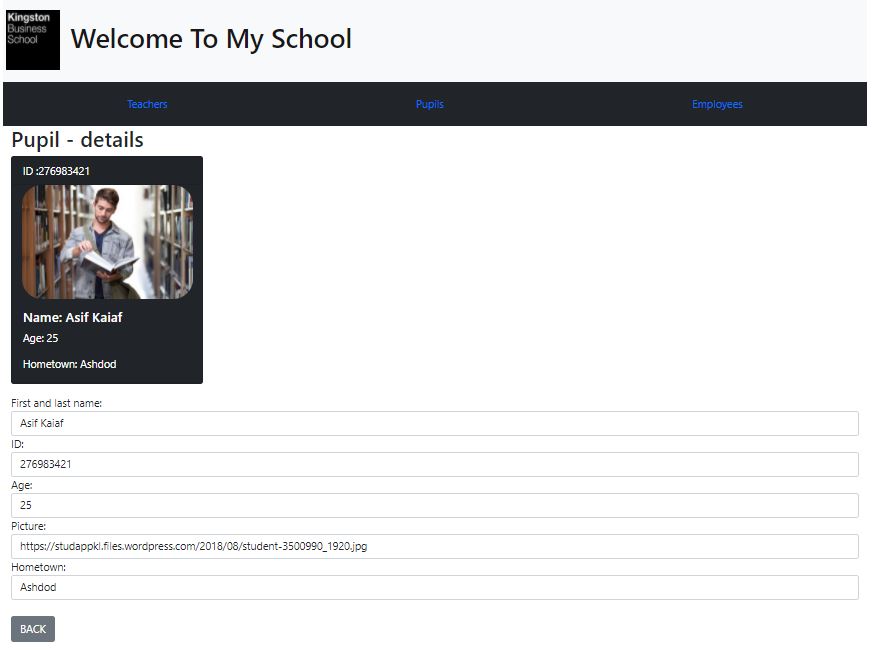 Kingston
Business
School
Welcome To My School
Teachers Pupils Employees
Pupil - details
ID :276983421
Name: Asif Kaiaf
Age: 25
Hometown: Ashdod
First and last name:
Asif Kaiaf
ID:
276983421
Age:
25
Picture:
https://studappkl.files.wordpress.com/2018/08/student-3500990_1920.jpg
Hometown:
Ashdod
BACK